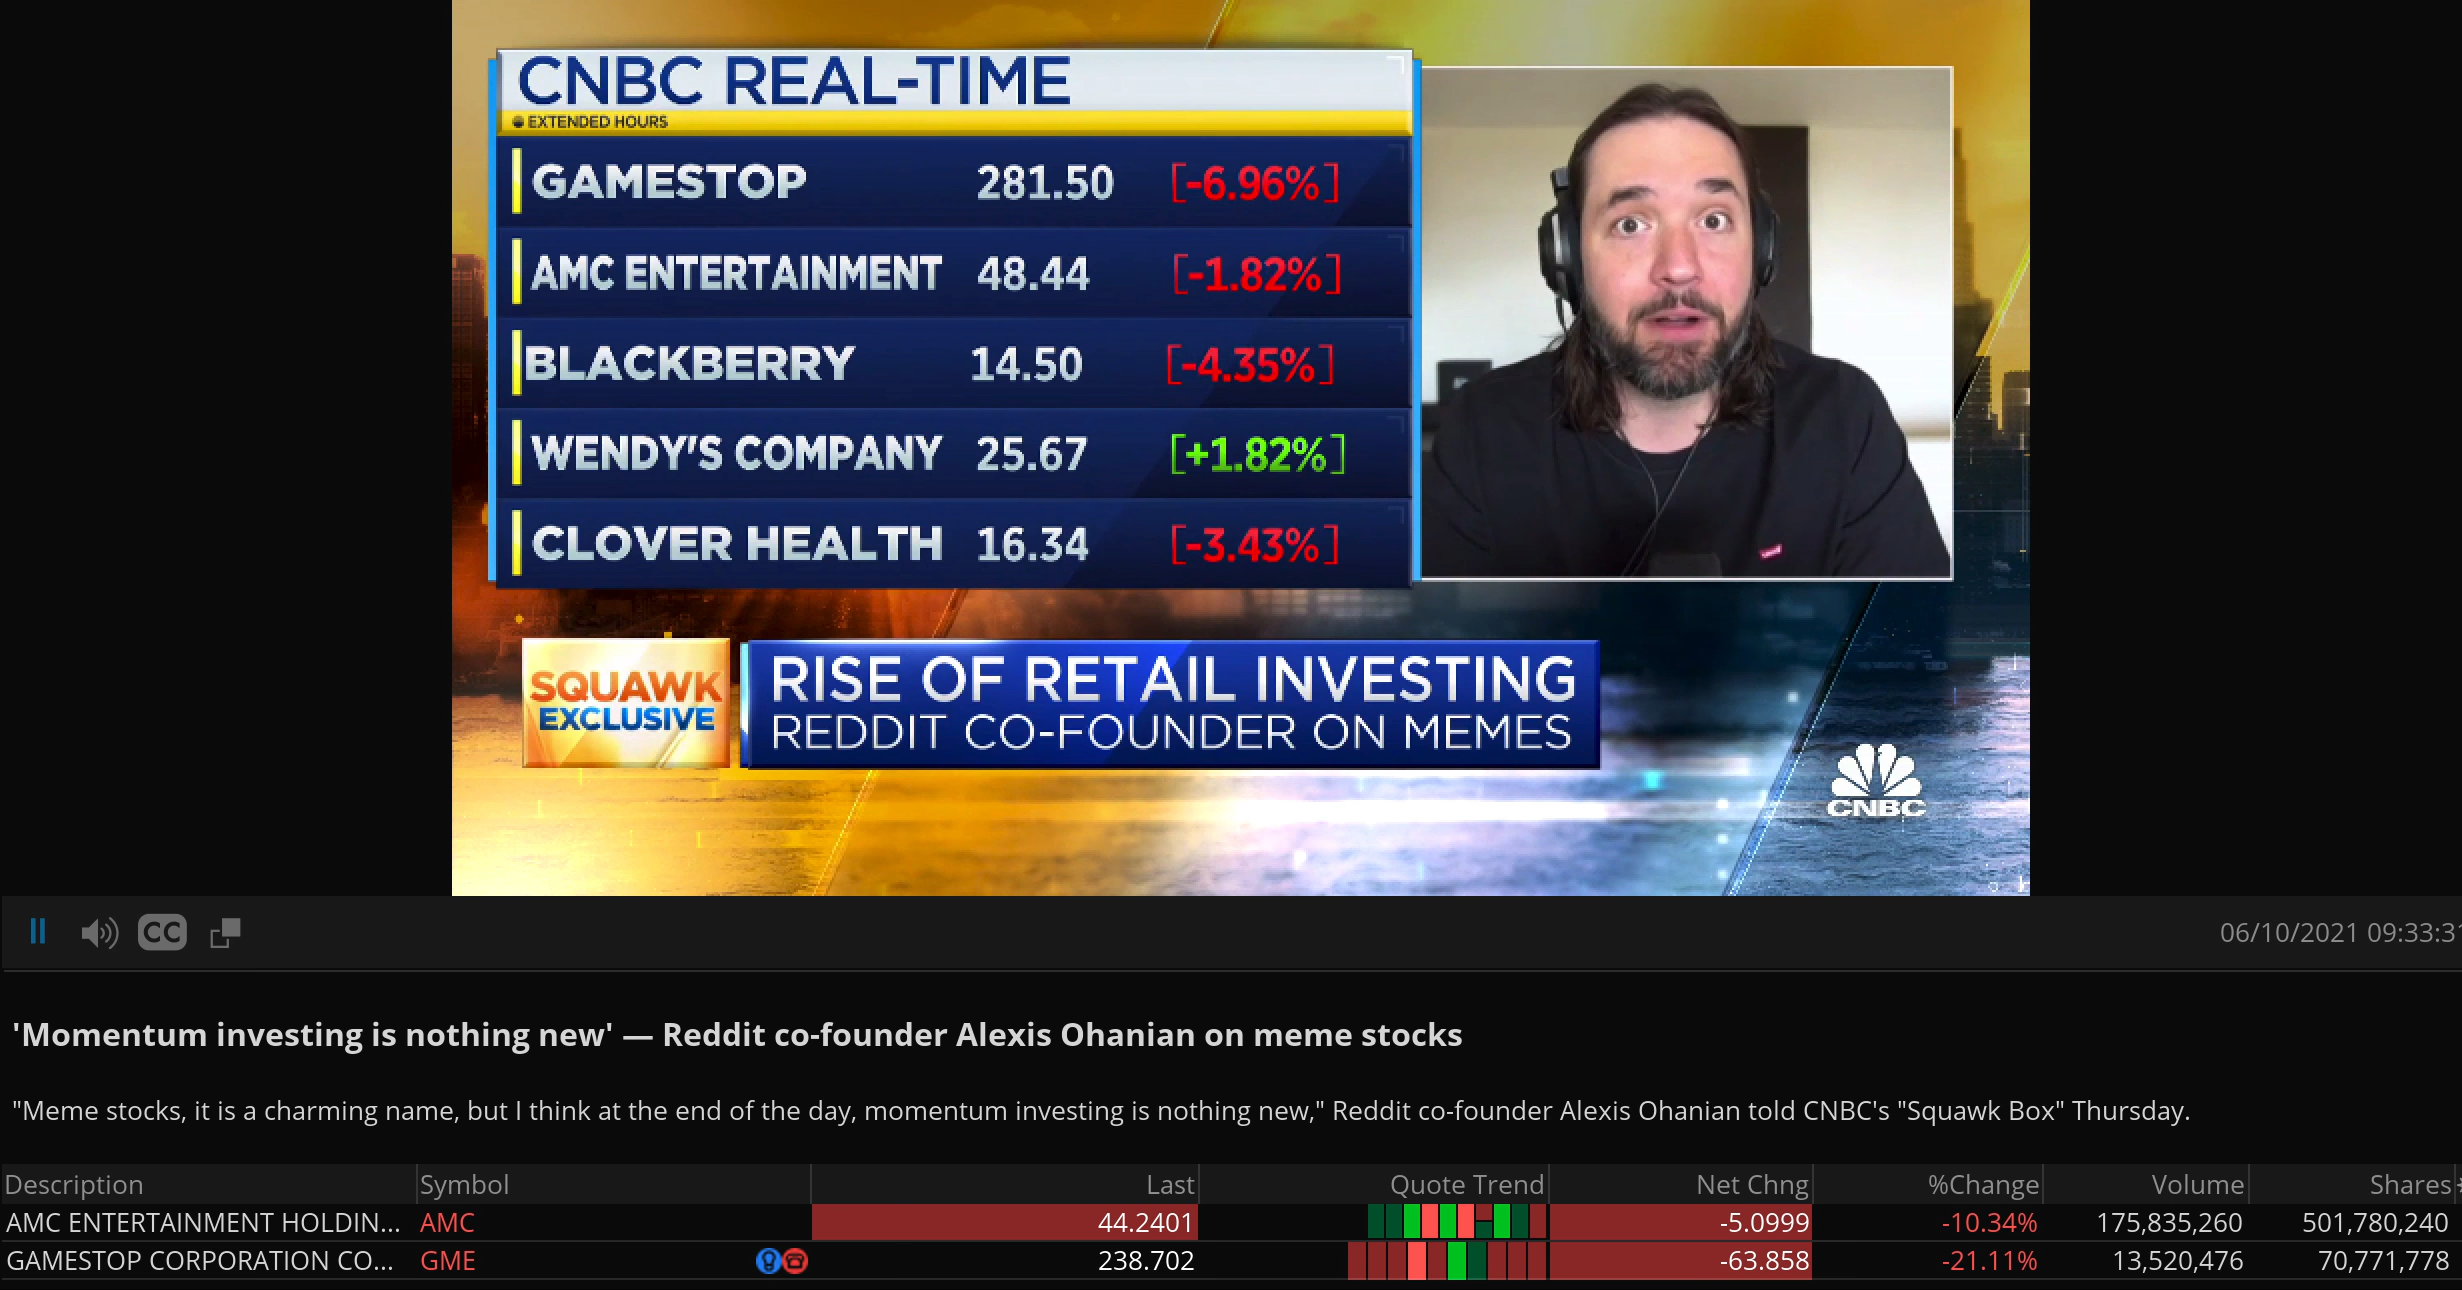 CNBC REAL-TIME
EXTENDED HOURS
GAMESTOP 281.50 [-6.96%]
AMC ENTERTAINMENT 48.44 [-1.82%]
BLACKBERRY 14.50 [-4.35%]
WENDY'S COMPANY 25.67 [+1.82%]
CLOVER HEALTH 16.34 [-3.43%]
SQUAWK
EXCLUSIVE
RISE OF RETAIL INVESTING
REDDIT CO-FOUNDER ON MEMES
CNBC
CC
06/10/2021 09:33:31
'Momentum investing is nothing new' — Reddit co-founder Alexis Ohanian on meme stocks
"Meme stocks, it is a charming name, but I think at the end of the day, momentum investing is nothing new," Reddit co-founder Alexis Ohanian told CNBC's "Squawk Box" Thursday.
Description Symbol Last Quote Trend Net Chng %Change Volume Shares
AMC ENTERTAINMENT HOLDIN... AMC 44.2401 -5.0999 -10.34% 175,835,260 501,780,240
GAMESTOP CORPORATION CO... GME 238.702 -63.858 -21.11% 13,520,476 70,771,778